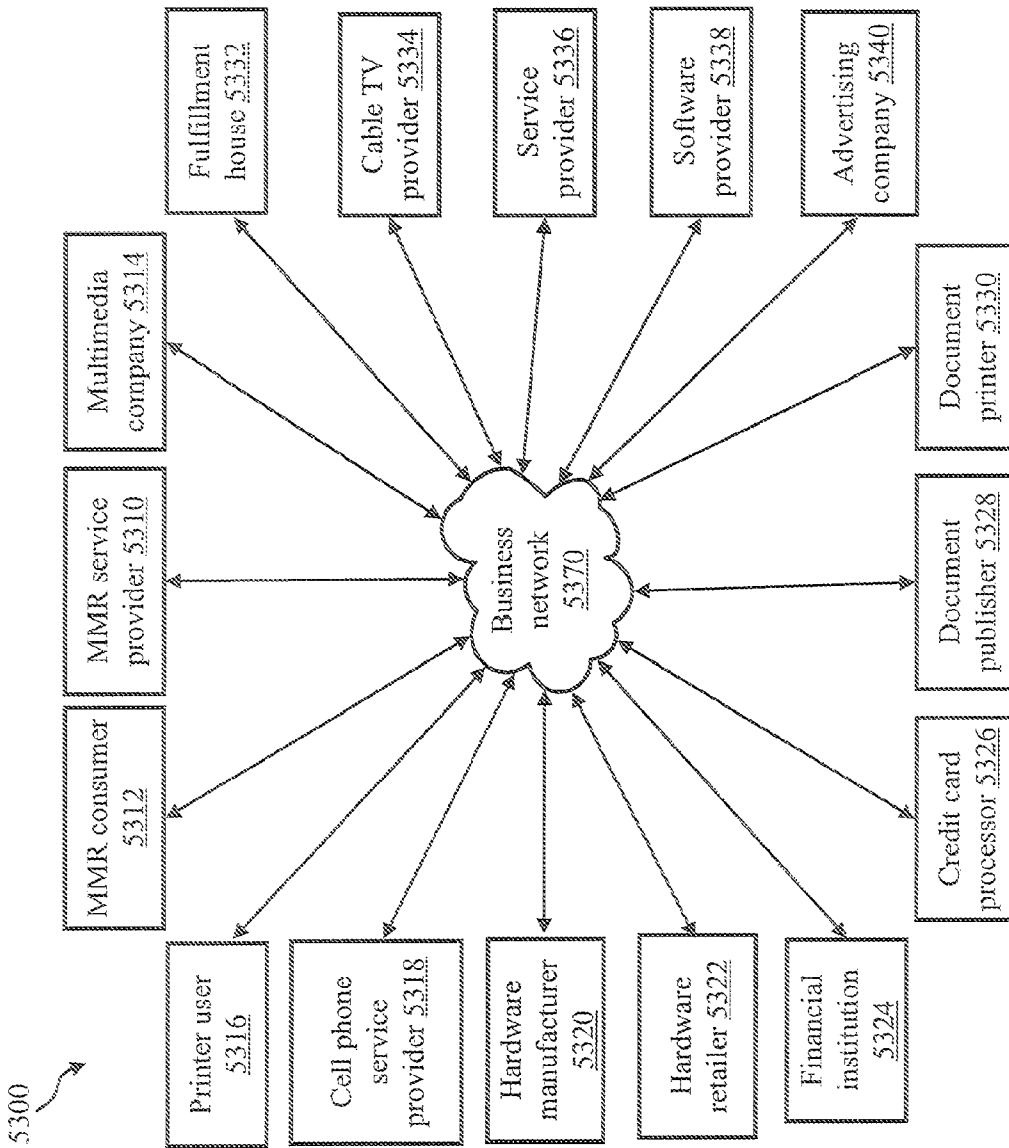 5300
MMR consumer
5312
MMR service
provider 5310
Multimedia
company 5314
Printer user
5316
Fulfillment
house 5332
Cell phone
service
provider 5318
Cable TV
provider 5334
Hardware
manufacturer
5320
Business
network
5370
Service
provider 5336
Hardware
retailer 5322
Software
provider 5338
Financial
institution
5324
Advertising
company 5340
Credit card
processor 5326
Document
publisher 5328
Document
printer 5330